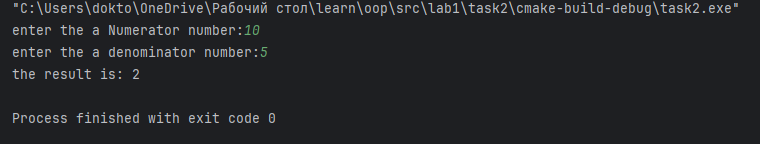 "C:\Users\dokto\OneDrive\Рабочий стол\learn\oop\src\lab1\task2\cmake-build-debug\task2.exe"
enter the a Numerator number:10
enter the a denominator number:5
the result is: 2
Process finished with exit code 0